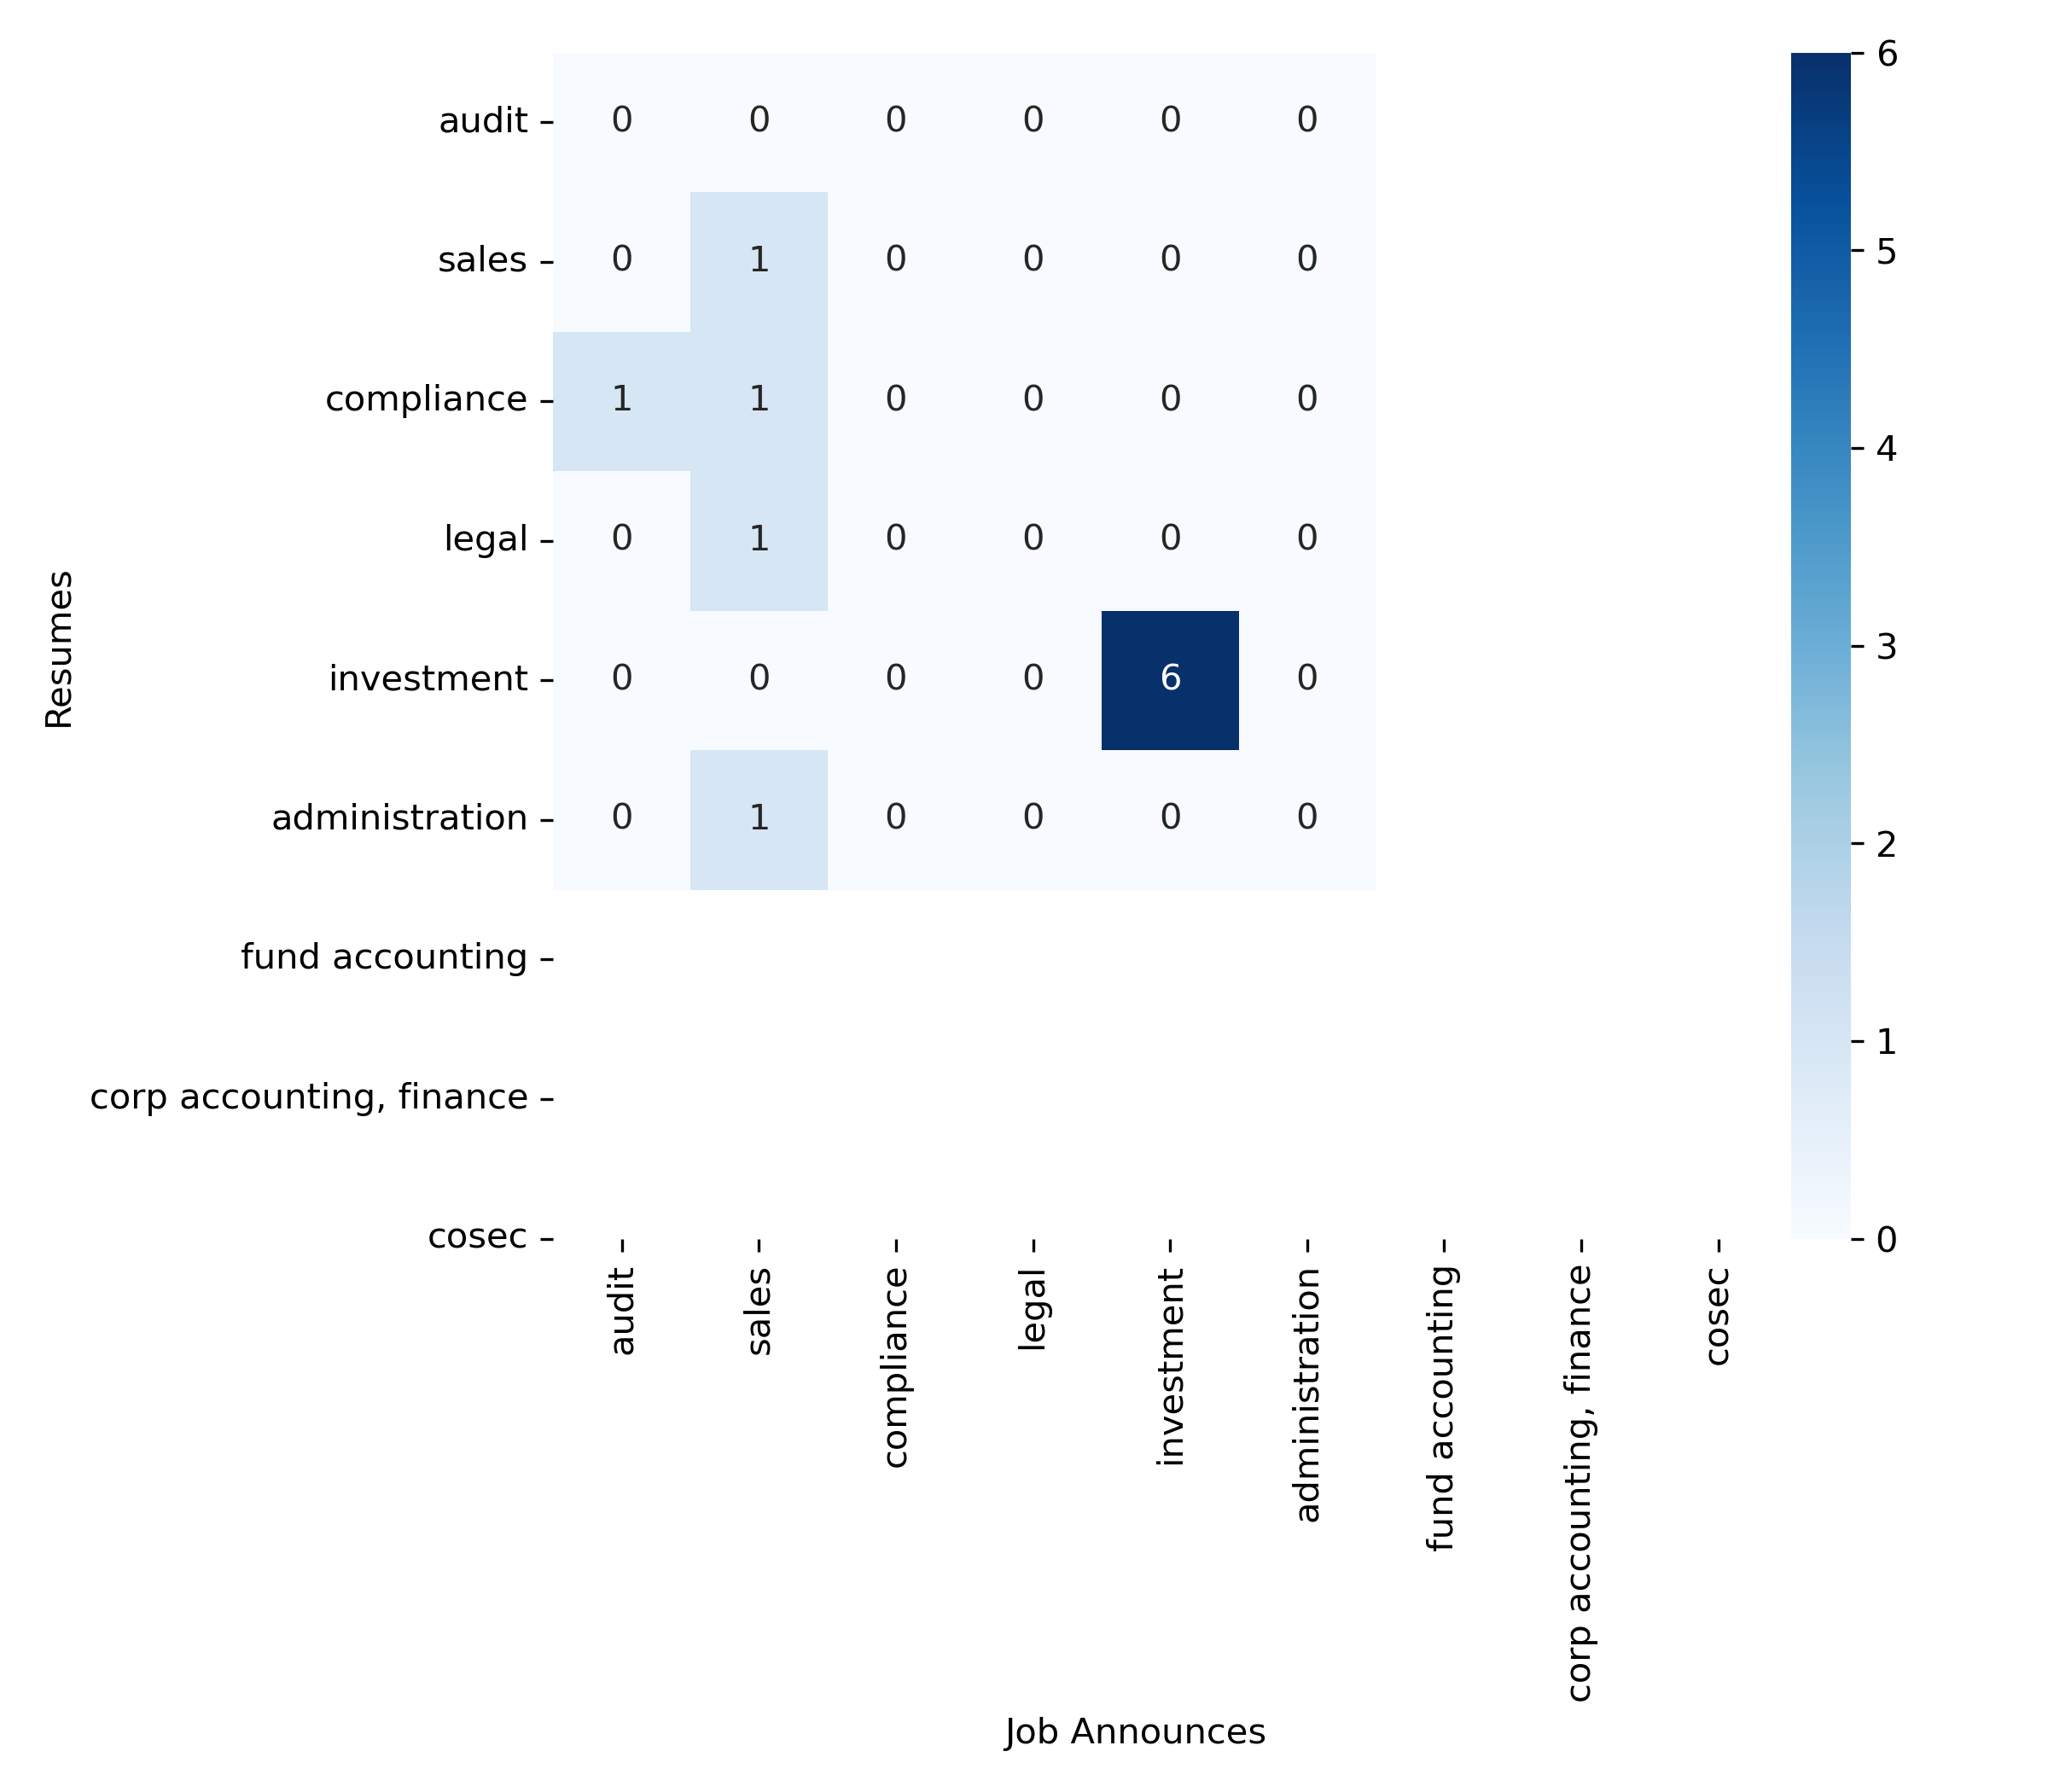 audit 0 0 0 0 0 0
sales 0 1 0 0 0 0
compliance 1 1 0 0 0 0
legal 0 1 0 0 0 0
investment 0 0 0 0 6 0
administration 0 1 0 0 0 0
fund accounting
corp accounting, finance
cosec
Resumes
audit
sales
compliance
legal
investment
administration
fund accounting
corp accounting, finance
cosec
Job Announces
6
5
4
3
2
1
0